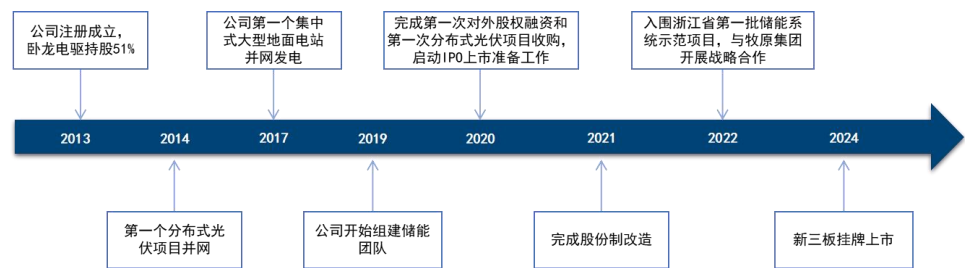 公司注册成立，
卧龙电驱持股51%
公司第一个集中
式大型地面电站
并网发电
完成第一次对外股权融资和
第一次分布式光伏项目收购，
启动IPO上市准备工作
入围浙江省第一批储能系
统示范项目，与牧原集团
开展战略合作
2013
2014
2017
2019
2020
2021
2022
2024
第一个分布式光
伏项目并网
公司开始组建储能
团队
完成股份制改造
新三板挂牌上市